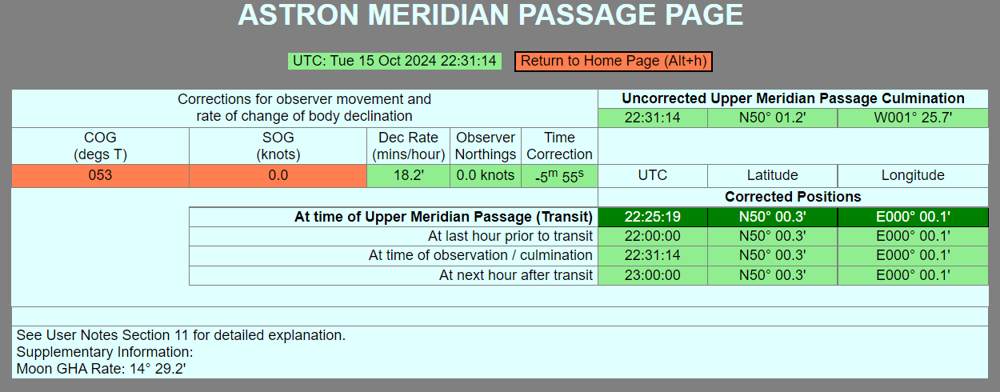 ASTRON MERIDIAN PASSAGE PAGE
UTC: Tue 15 Oct 2024 22:31:14
Return to Home Page (Alt+h)
Corrections for observer movement and
rate of change of body declination
Uncorrected Upper Meridian Passage Culmination
22:31:14 N50° 01.2' W001° 25.7'
COG SOG Dec Rate Observer Time
(degs T) (knots) (mins/hour) Northings Correction
053 0.0 18.2' 0.0 knots -5m 55s UTC Latitude Longitude
Corrected Positions
At time of Upper Meridian Passage (Transit) 22:25:19 N50° 00.3' E000° 00.1'
At last hour prior to transit 22:00:00 N50° 00.3' E000° 00.1'
At time of observation / culmination 22:31:14 N50° 00.3' E000° 00.1'
At next hour after transit 23:00:00 N50° 00.3' E000° 00.1'
See User Notes Section 11 for detailed explanation.
Supplementary Information:
Moon GHA Rate: 14° 29.2'